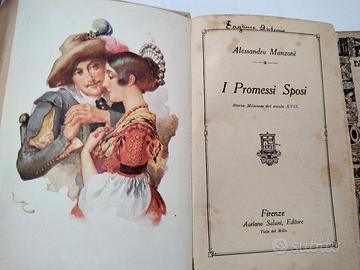 Alessandro Manzoni
I Promessi Sposi
Storia Milanese del secolo XVII.
Firenze
Adriano Salani, Editore
Viale dei Mille.
subito